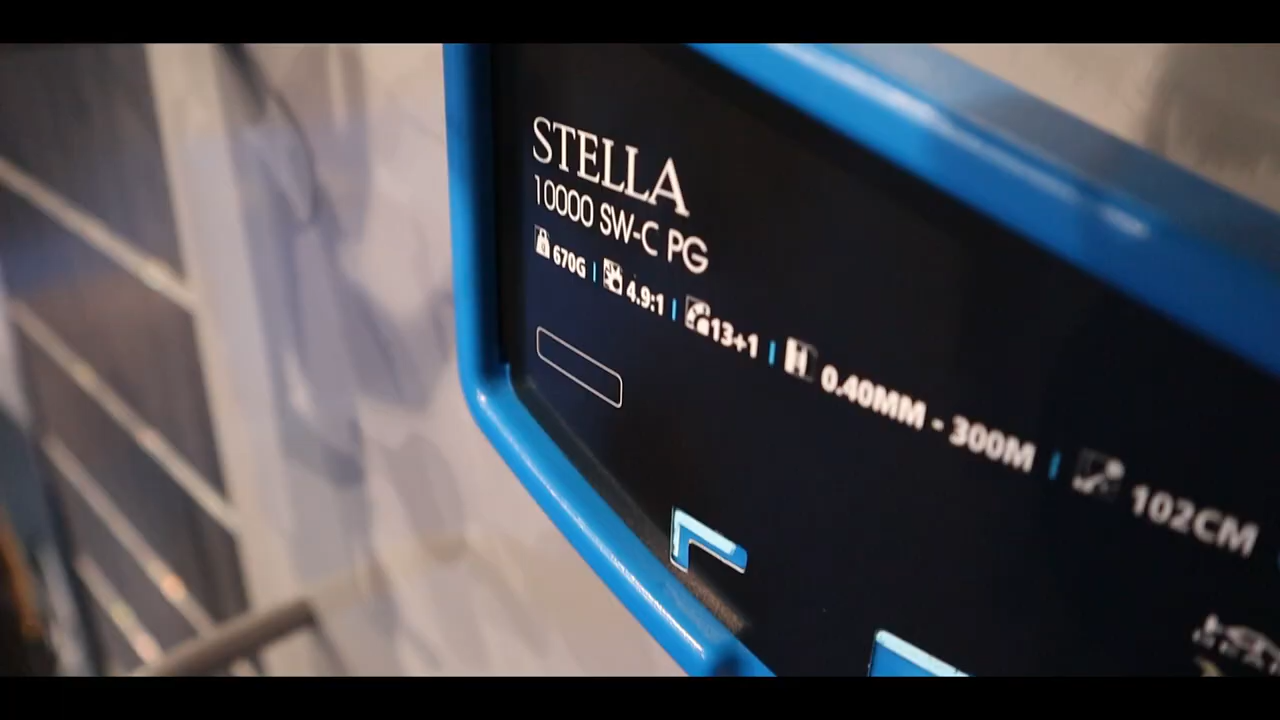 STELLA
10000 SW-C PG
670G | 4.9:1 | 13+1 | 0.40MM - 300M | 102CM